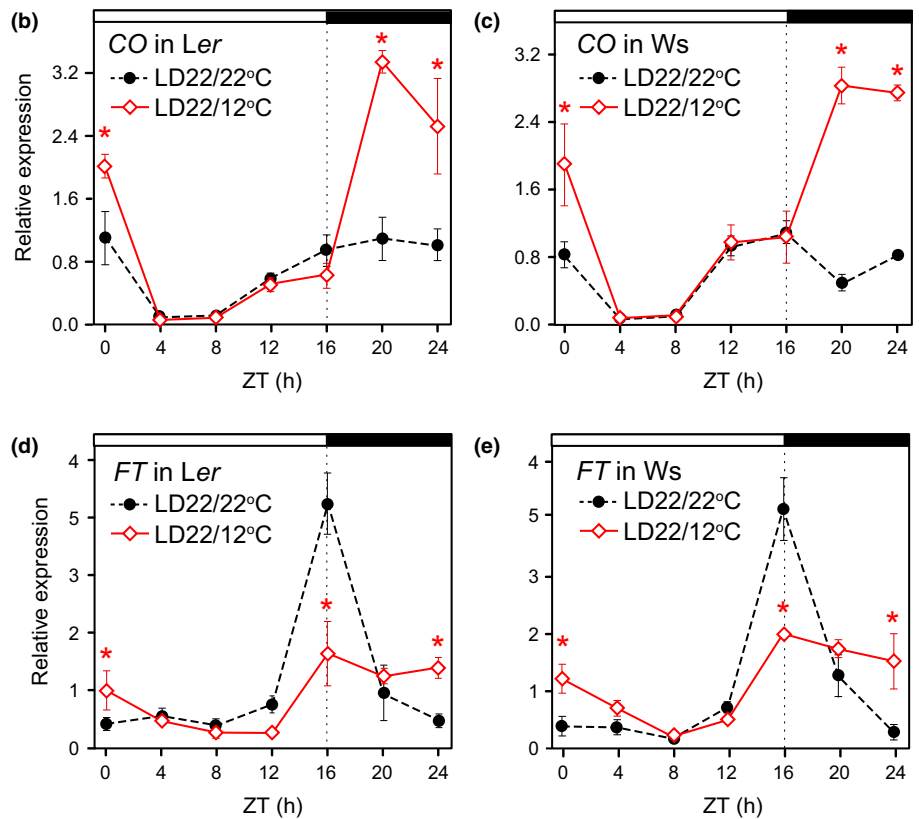 (b)
CO in Ler
LD22/22°C
LD22/12°C
Relative expression
3.2
2.4
1.6
0.8
0.0
* * *
0 4 8 12 16 20 24
ZT (h)
(c)
CO in Ws
LD22/22°C
LD22/12°C
3.6
2.7
1.8
0.8
0.0
* * *
0 4 8 12 16 20 24
ZT (h)
(d)
FT in Ler
LD22/22°C
LD22/12°C
Relative expression
4
5
3
2
1
0
* * *
0 4 8 12 16 20 24
ZT (h)
(e)
FT in Ws
LD22/22°C
LD22/12°C
4
5
3
2
1
0
* * *
0 4 8 12 16 20 24
ZT (h)